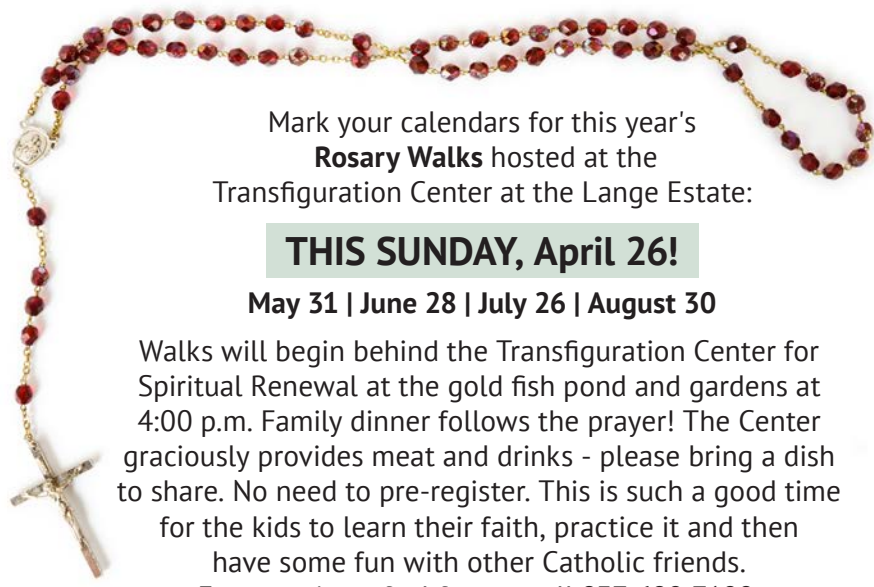 Mark your calendars for this year's
Rosary Walks hosted at the
Transfiguration Center at the Lange Estate:
THIS SUNDAY, April 26!
May 31 | June 28 | July 26 | August 30
Walks will begin behind the Transfiguration Center for
Spiritual Renewal at the gold fish pond and gardens at
4:00 p.m. Family dinner follows the prayer! The Center
graciously provides meat and drinks - please bring a dish
to share. No need to pre-register. This is such a good time
for the kids to learn their faith, practice it and then
have some fun with other Catholic friends.